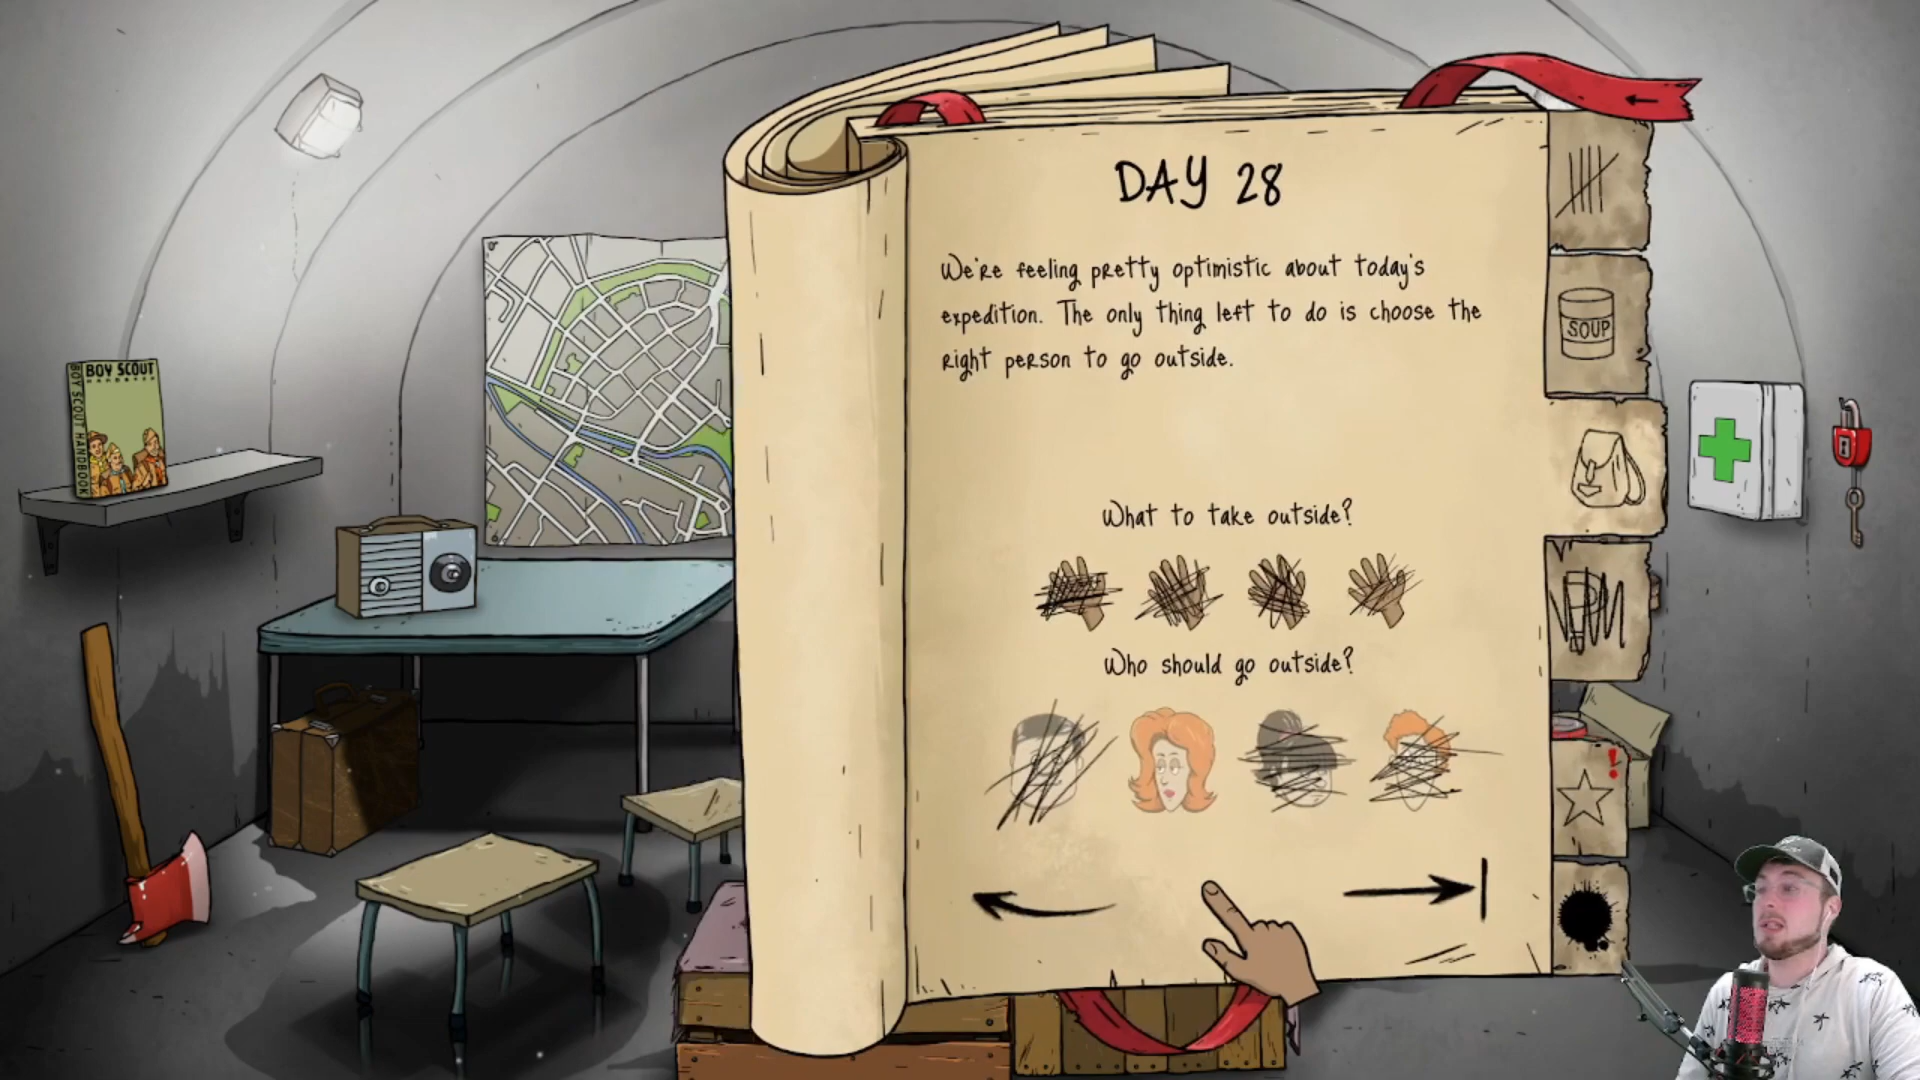 DAY 28
We're feeling pretty optimistic about today's
expedition. The only thing left to do is choose the
right person to go outside.
What to take outside?
Who should go outside?
BOY SCOUT
HANDBOOK
BOY SCOUT HANDBOOK
SOUP